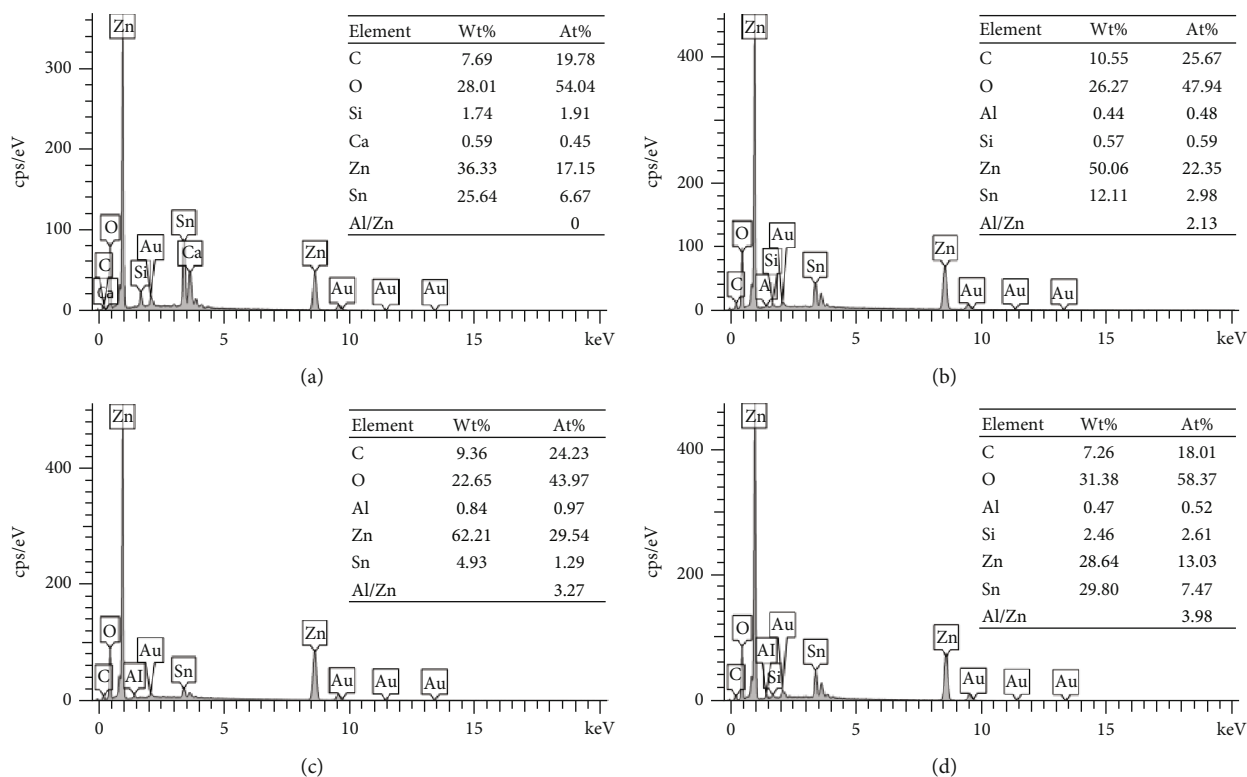 Element Wt% At%
C 7.69 19.78
O 28.01 54.04
Si 1.74 1.91
Ca 0.59 0.45
Zn 36.33 17.15
Sn 25.64 6.67
Al/Zn 0
cps/eV
300
200
100
0
Zn
O
C
Ca
Si
Au
Sn
Ca
Zn
Au
Au
Au
0 5 10 15 keV
(a)
Element Wt% At%
C 10.55 25.67
O 26.27 47.94
Al 0.44 0.48
Si 0.57 0.59
Zn 50.06 22.35
Sn 12.11 2.98
Al/Zn 2.13
cps/eV
400
200
0
Zn
O
C
A
Si
Au
Sn
Zn
Au
Au
Au
0 5 10 15 keV
(b)
Element Wt% At%
C 9.36 24.23
O 22.65 43.97
Al 0.84 0.97
Zn 62.21 29.54
Sn 4.93 1.29
Al/Zn 3.27
cps/eV
400
200
0
Zn
O
C
AI
Au
Sn
Zn
Au
Au
Au
0 5 10 15 keV
(c)
Element Wt% At%
C 7.26 18.01
O 31.38 58.37
Al 0.47 0.52
Si 2.46 2.61
Zn 28.64 13.03
Sn 29.80 7.47
Al/Zn 3.98
cps/eV
400
200
0
Zn
O
C
AI
Si
Au
Sn
Zn
Au
Au
Au
0 5 10 15 keV
(d)